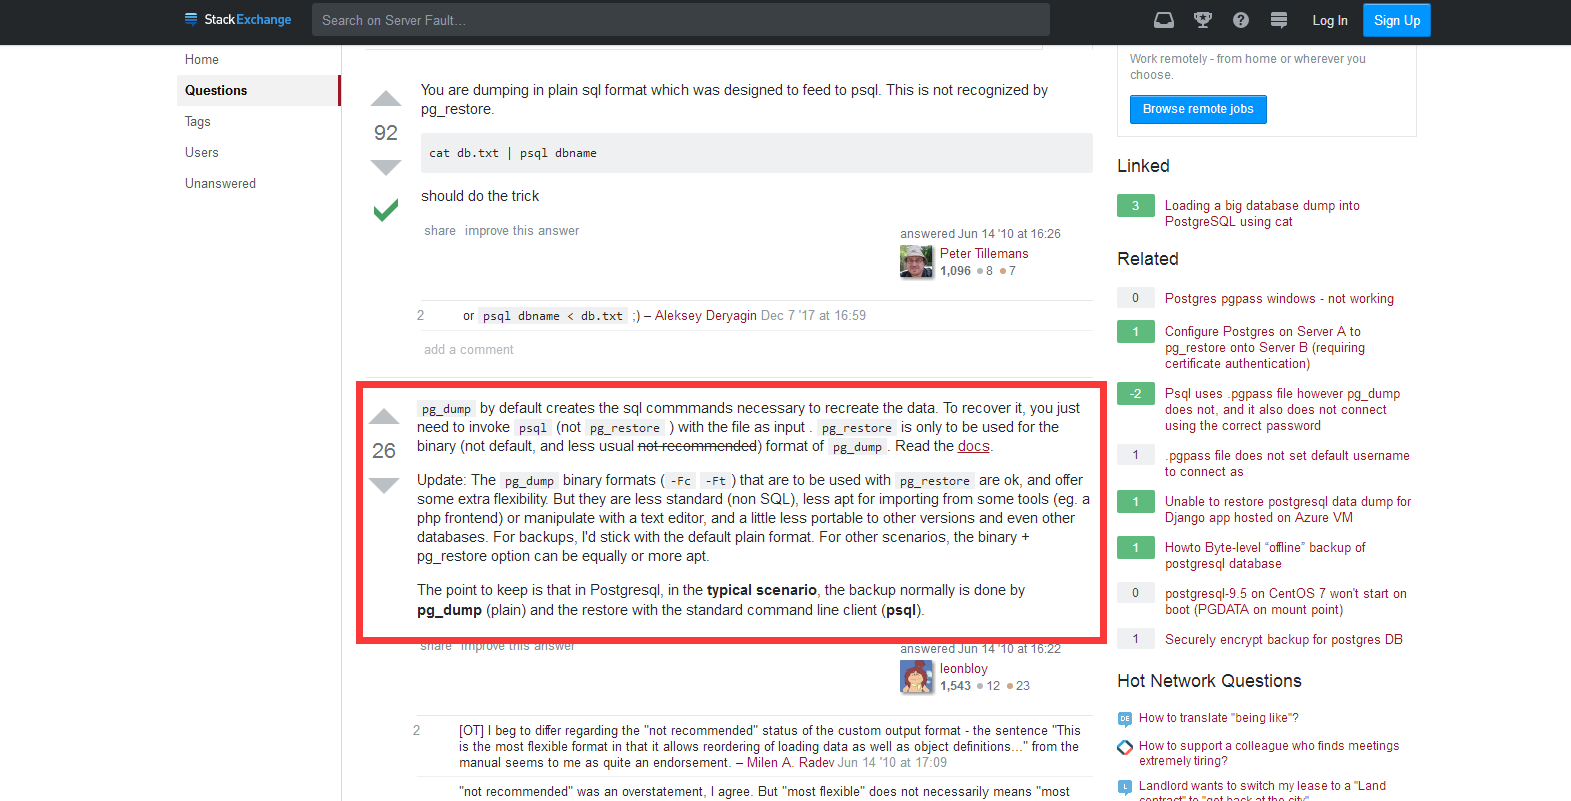 StackExchange
Search on Server Fault…
?
Log In
Sign Up
Home
Questions
Tags
Users
Unanswered
You are dumping in plain sql format which was designed to feed to psql. This is not recognized by
pg_restore.
92
cat db.txt | psql dbname
should do the trick
share improve this answer
answered Jun 14 '10 at 16:26
Peter Tillemans
1,096 8 7
2 or psql dbname < db.txt ;) – Aleksey Deryagin Dec 7 '17 at 16:59
add a comment
pg_dump by default creates the sql commmands necessary to recreate the data. To recover it, you just
need to invoke psql (not pg_restore ) with the file as input . pg_restore is only to be used for the
26
binary (not default, and less usual not recommended) format of pg_dump. Read the docs.
Update: The pg_dump binary formats ( -Fc -Ft ) that are to be used with pg_restore are ok, and offer
some extra flexibility. But they are less standard (non SQL), less apt for importing from some tools (eg. a
php frontend) or manipulate with a text editor, and a little less portable to other versions and even other
databases. For backups, I'd stick with the default plain format. For other scenarios, the binary +
pg_restore option can be equally or more apt.
The point to keep is that in Postgresql, in the typical scenario, the backup normally is done by
pg_dump (plain) and the restore with the standard command line client (psql).
share improve this answer
answered Jun 14 '10 at 16:22
leonbloy
1,543 12 23
2 [OT] I beg to differ regarding the "not recommended" status of the custom output format - the sentence "This
is the most flexible format in that it allows reordering of loading data as well as object definitions..." from the
manual seems to me as quite an endorsement. – Milen A. Radev Jun 14 '10 at 17:09
"not recommended" was an overstatement, I agree. But "most flexible" does not necessarily means "most
Work remotely - from home or wherever you
choose.
Browse remote jobs
Linked
3 Loading a big database dump into
PostgreSQL using cat
Related
0 Postgres pgpass windows - not working
1 Configure Postgres on Server A to
pg_restore onto Server B (requiring
certificate authentication)
-2 Psql uses .pgpass file however pg_dump
does not, and it also does not connect
using the correct password
1 .pgpass file does not set default username
to connect as
1 Unable to restore postgresql data dump for
Django app hosted on Azure VM
1 Howto Byte-level “offline” backup of
postgresql database
0 postgresql-9.5 on CentOS 7 won't start on
boot (PGDATA on mount point)
1 Securely encrypt backup for postgres DB
Hot Network Questions
DE How to translate "being like"?
How to support a colleague who finds meetings
extremely tiring?
L Landlord wants to switch my lease to a "Land
contract" to "get back at the city"